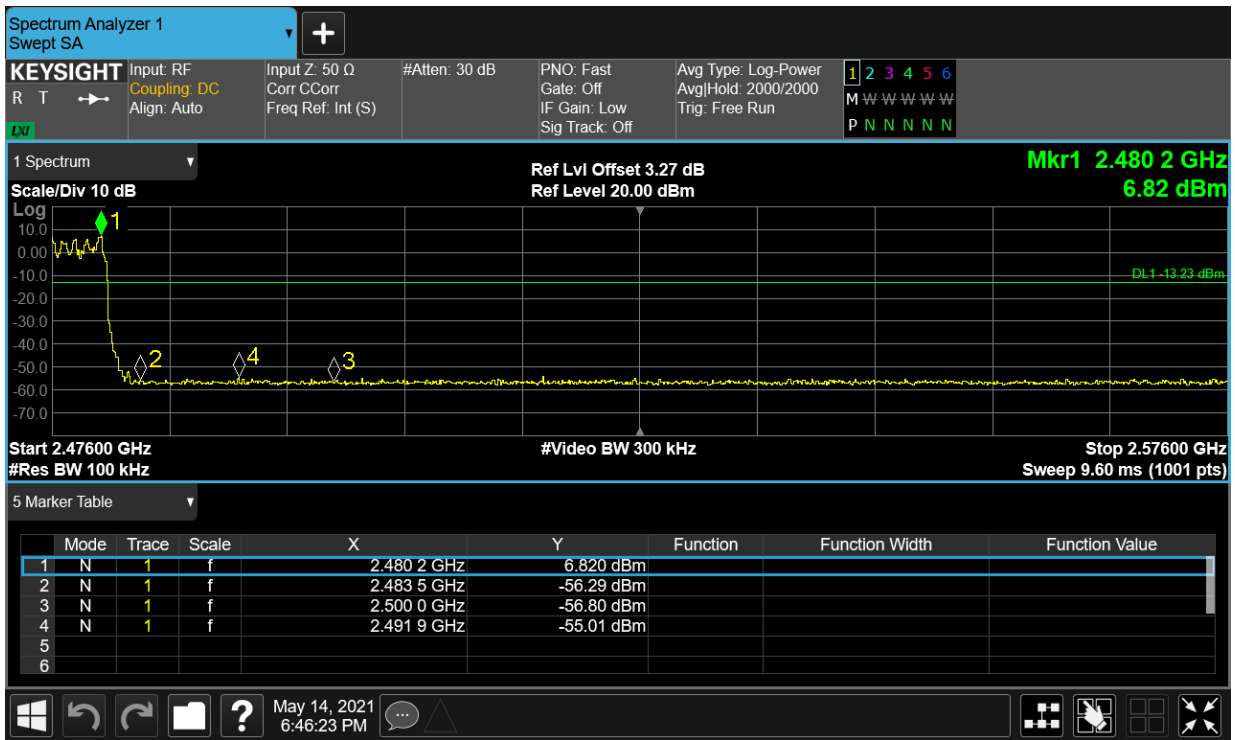 Spectrum Analyzer 1
Swept SA
+
KEYSIGHT
R T
LXI
Input: RF
Coupling: DC
Align: Auto
Input Z: 50 Ω
Corr CCorr
Freq Ref: Int (S)
#Atten: 30 dB
PNO: Fast
Gate: Off
IF Gain: Low
Sig Track: Off
Avg Type: Log-Power
Avg|Hold: 2000/2000
Trig: Free Run
1 2 3 4 5 6
M W W W W W
P N N N N N
1 Spectrum
Scale/Div 10 dB
Ref Lvl Offset 3.27 dB
Ref Level 20.00 dBm
Mkr1 2.480 2 GHz
6.82 dBm
Log
10.0
0.00
-10.0
-20.0
-30.0
-40.0
-50.0
-60.0
-70.0
1
DL1 -13.23 dBm
2
4
3
Start 2.47600 GHz
#Video BW 300 kHz
Stop 2.57600 GHz
#Res BW 100 kHz
Sweep 9.60 ms (1001 pts)
5 Marker Table
Mode Trace Scale X Y Function Function Width Function Value
1 N 1 f 2.480 2 GHz 6.820 dBm
2 N 1 f 2.483 5 GHz -56.29 dBm
3 N 1 f 2.500 0 GHz -56.80 dBm
4 N 1 f 2.491 9 GHz -55.01 dBm
5
6
?
May 14, 2021
6:46:23 PM